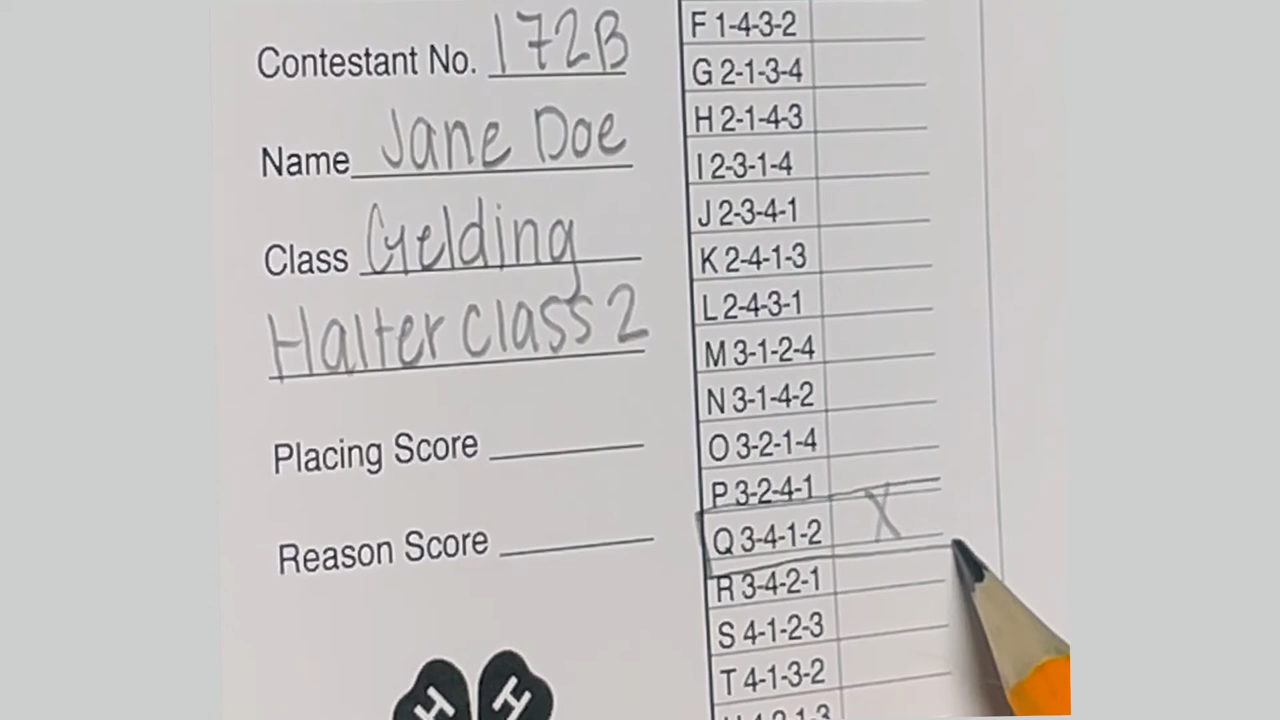 Contestant No. 172B
Name Jane Doe
Class Gelding
Halter class 2
Placing Score
Reason Score
H H
F 1-4-3-2
G 2-1-3-4
H 2-1-4-3
I 2-3-1-4
J 2-3-4-1
K 2-4-1-3
L 2-4-3-1
M 3-1-2-4
N 3-1-4-2
O 3-2-1-4
P 3-2-4-1
Q 3-4-1-2 X
R 3-4-2-1
S 4-1-2-3
T 4-1-3-2